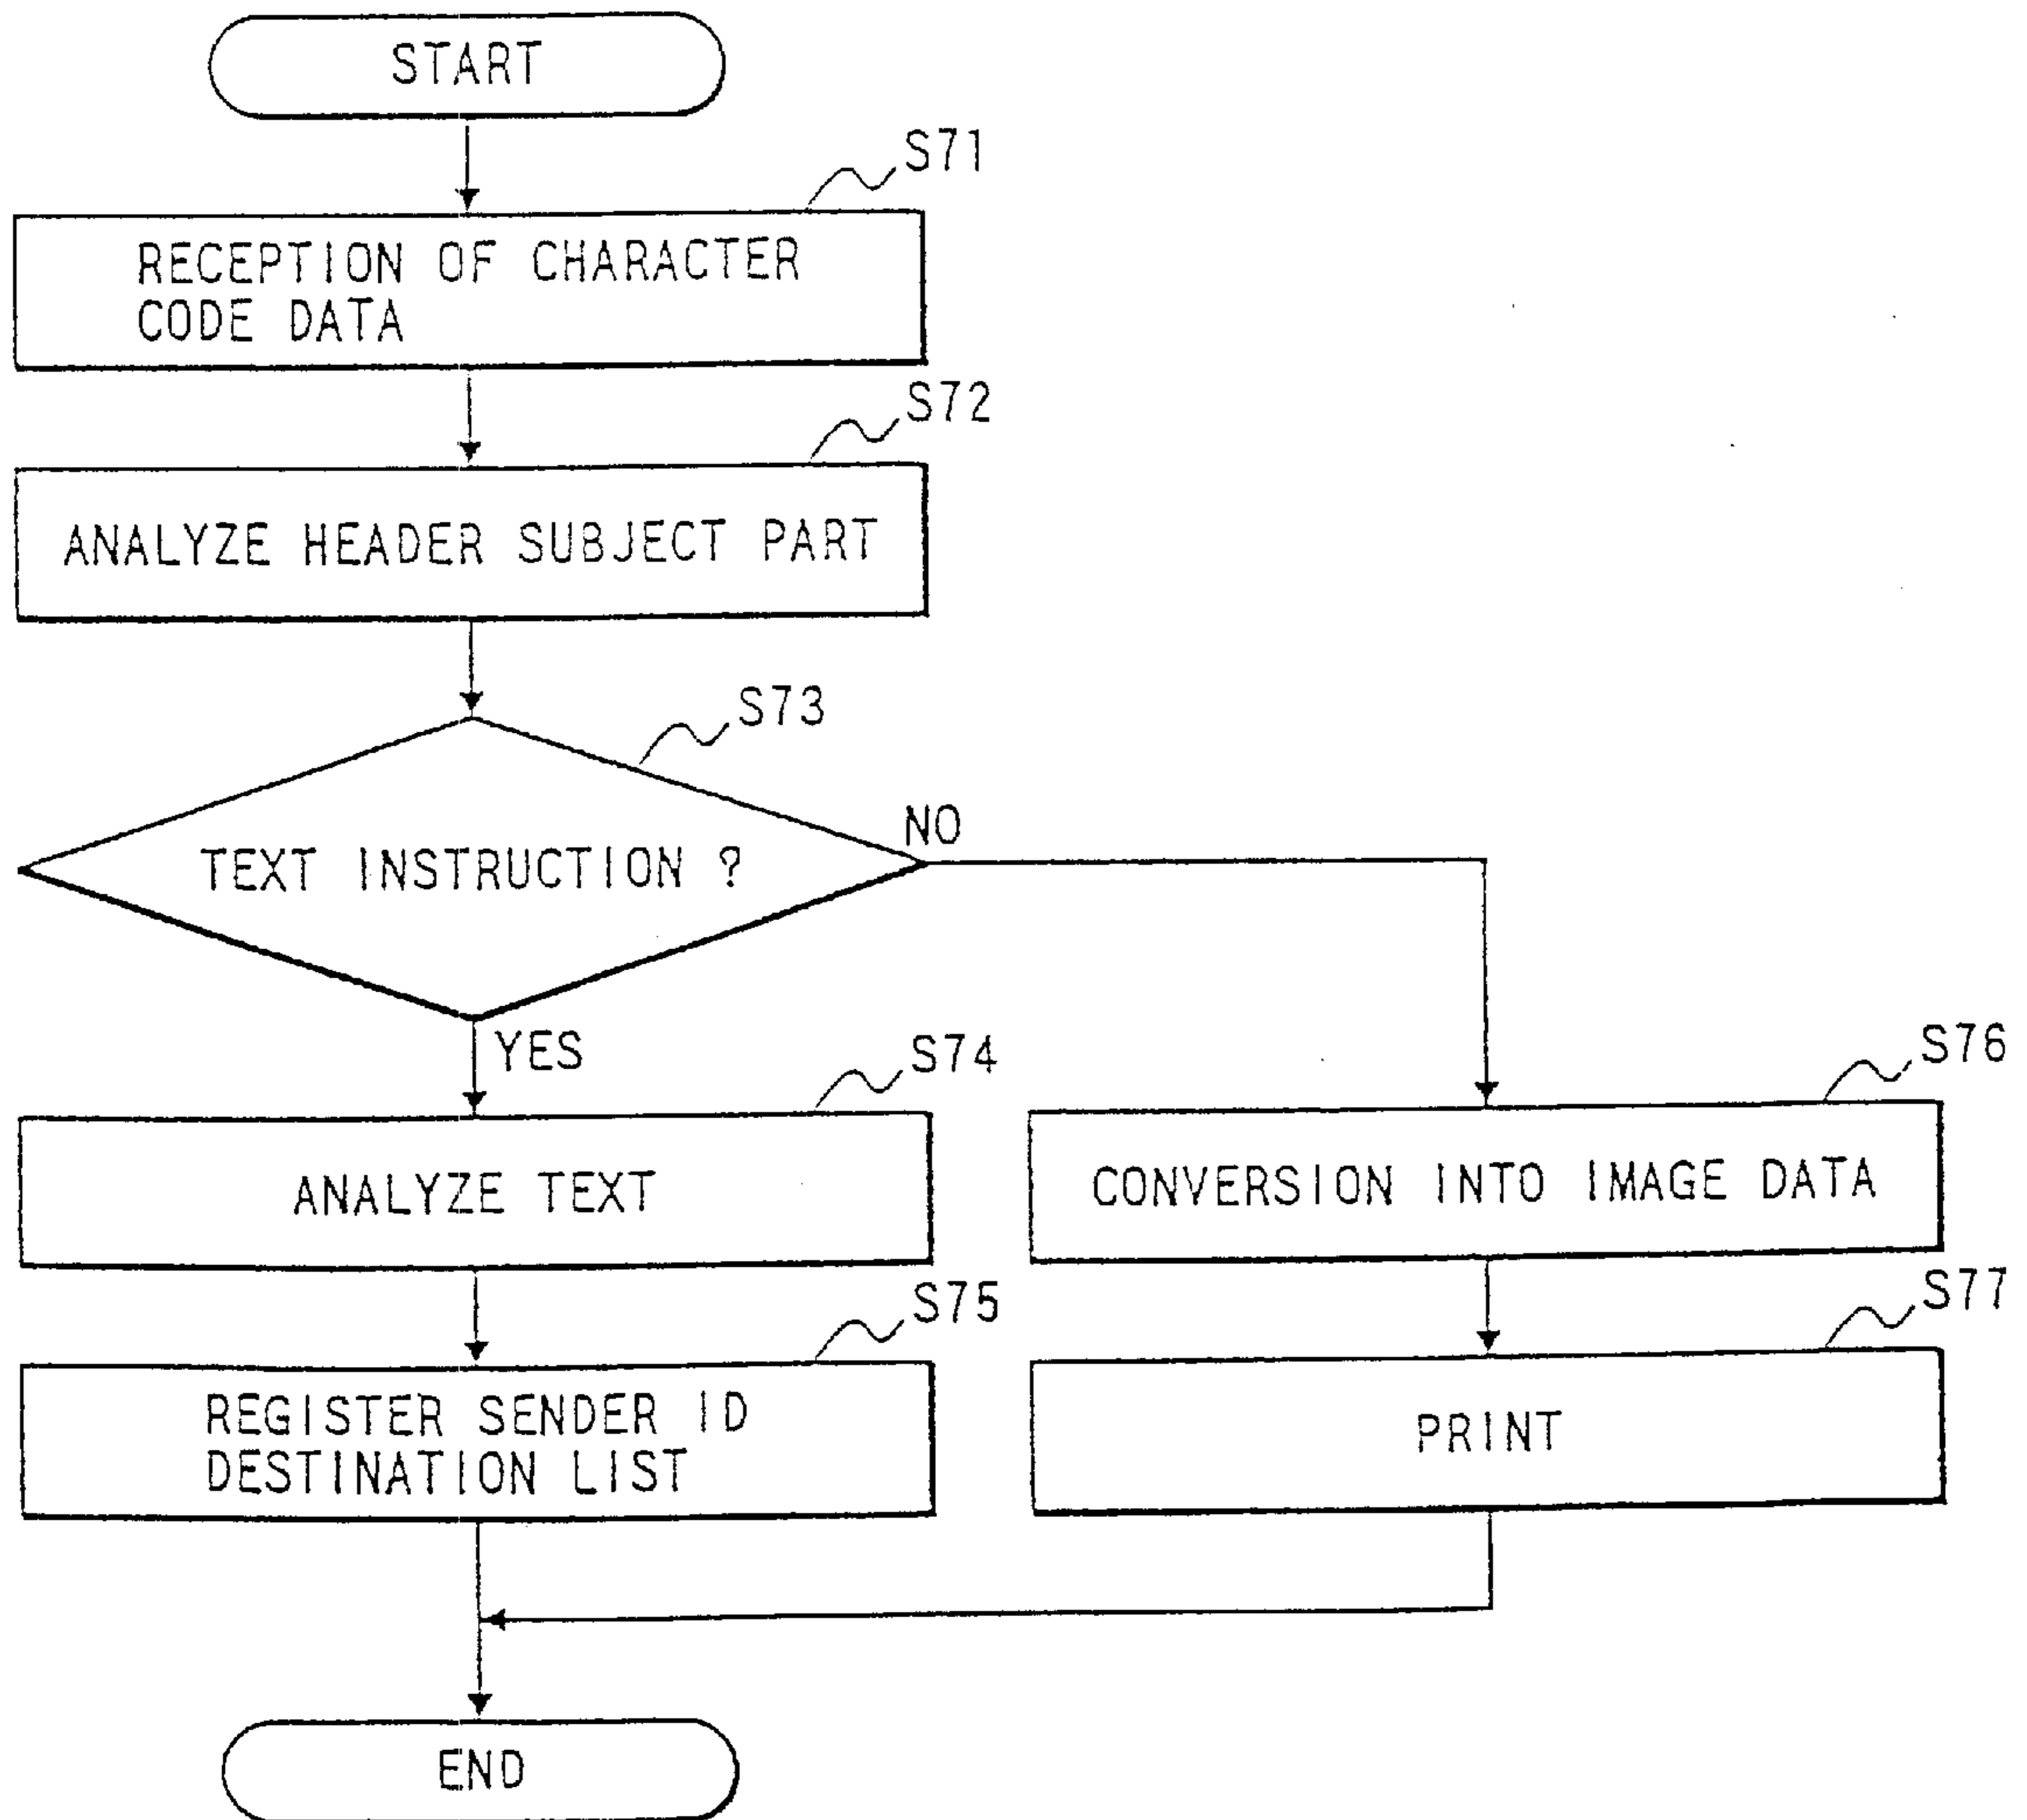 START
S71
RECEPTION OF CHARACTER
CODE DATA
S72
ANALYZE HEADER SUBJECT PART
S73
TEXT INSTRUCTION ?
NO
YES
S74
ANALYZE TEXT
S76
CONVERSION INTO IMAGE DATA
S75
REGISTER SENDER ID
DESTINATION LIST
S77
PRINT
END